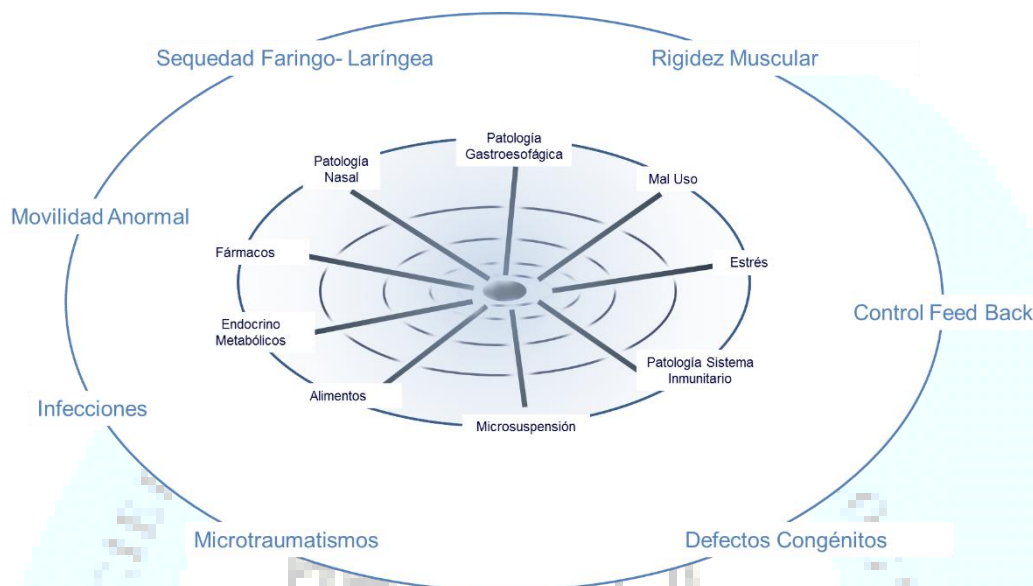 Sequedad Faringo- Laríngea
Rigidez Muscular
Patología
Gastroesofágica
Patología
Nasal
Mal Uso
Movilidad Anormal
Fármacos
Estrés
Control Feed Back
Endocrino
Metabólicos
Patología Sistema
Inmunitario
Alimentos
Infecciones
Microsuspensión
Microtraumatismos
Defectos Congénitos